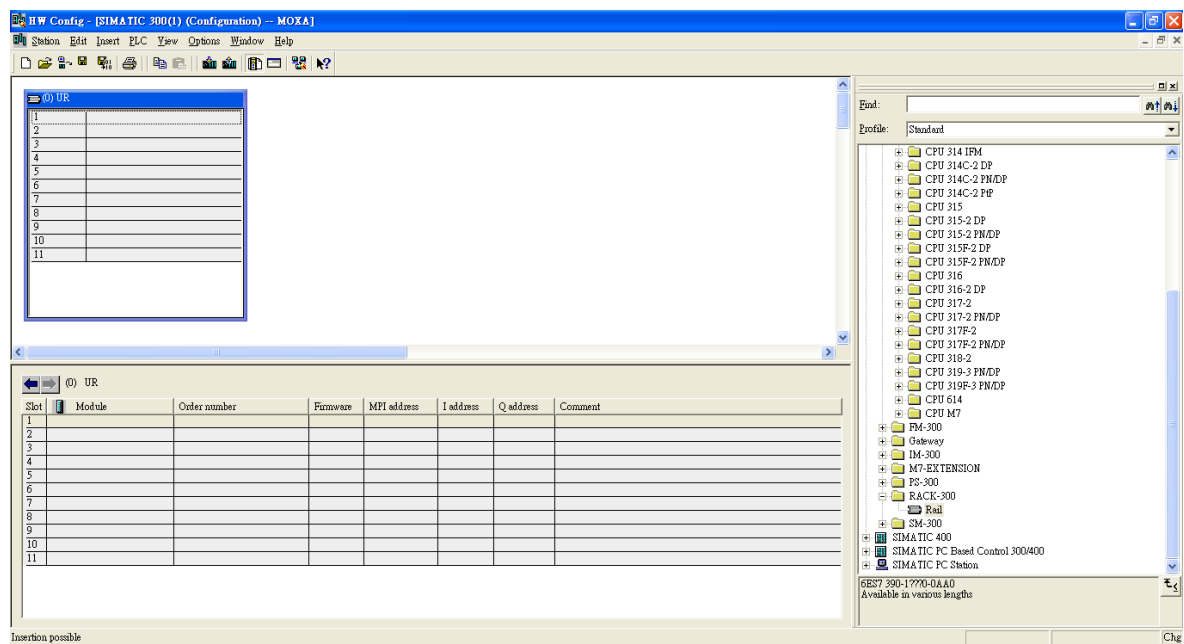 HW Config - [SIMATIC 300(1) (Configuration) -- MOXA]
Station Edit Insert PLC View Options Window Help
(0) UR
1
2
3
4
5
6
7
8
9
10
11
Find:
Profile: Standard
CPU 314 IFM
CPU 314C-2 DP
CPU 314C-2 PN/DP
CPU 314C-2 PtP
CPU 315
CPU 315-2 DP
CPU 315-2 PN/DP
CPU 315F-2 DP
CPU 315F-2 PN/DP
CPU 316
CPU 316-2 DP
CPU 317-2
CPU 317-2 PN/DP
CPU 317F-2
CPU 317F-2 PN/DP
CPU 318-2
CPU 319-3 PN/DP
CPU 319F-3 PN/DP
CPU 614
CPU M7
FM-300
Gateway
IM-300
M7-EXTENSION
PS-300
RACK-300
Rail
SM-300
SIMATIC 400
SIMATIC PC Based Control 300/400
SIMATIC PC Station
6ES7 390-1???0-0AA0
Available in various lengths
(0) UR
Slot Module Order number Firmware MPI address I address Q address Comment
1
2
3
4
5
6
7
8
9
10
11
Insertion possible Chg